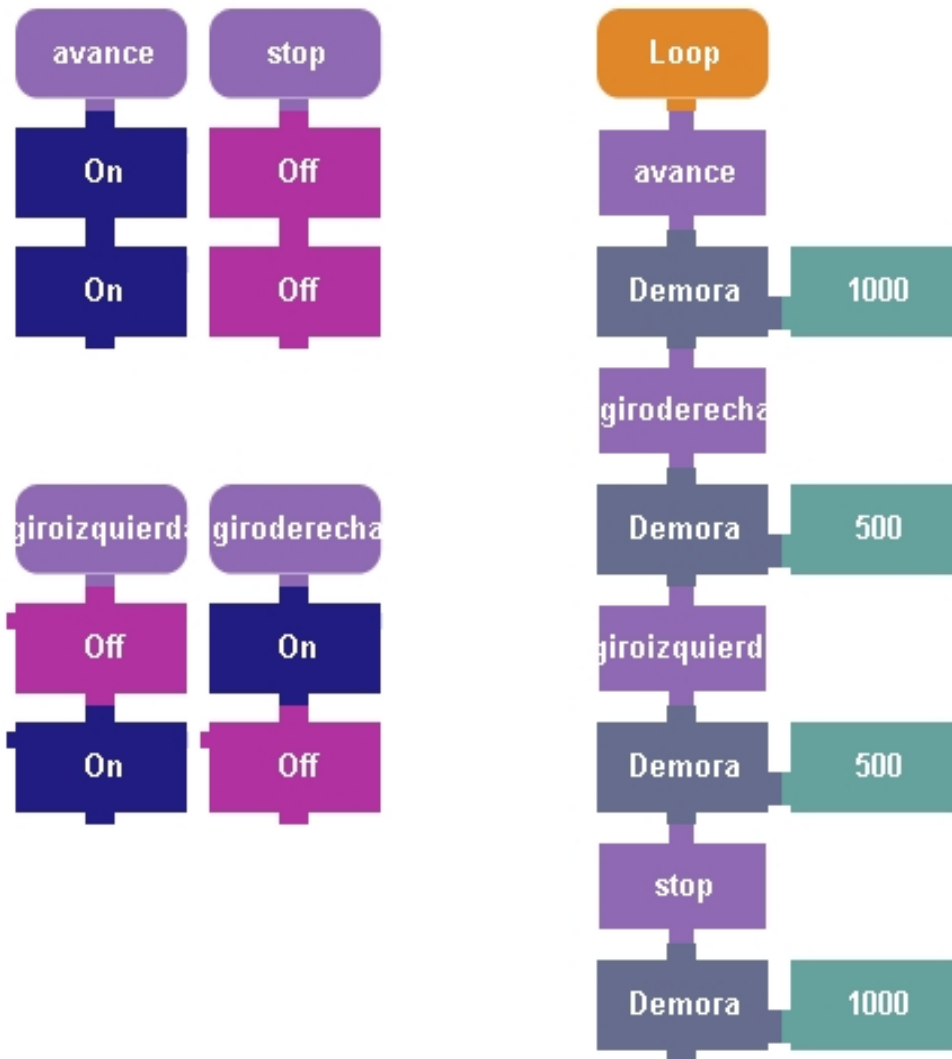 avance
On
On
stop
Off
Off
giroizquierda
Off
On
giroderecha
On
Off
Loop
avance
Demora 1000
giroderecha
Demora 500
giroizquierd
Demora 500
stop
Demora 1000